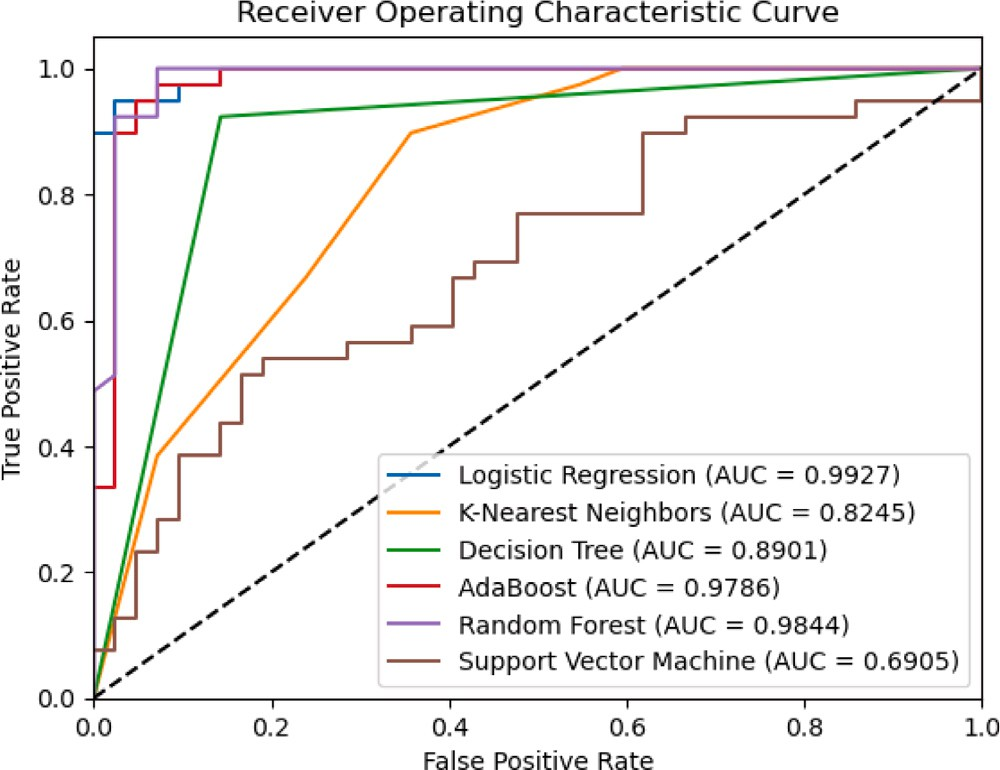 Receiver Operating Characteristic Curve
True Positive Rate
1.0
0.8
0.6
0.4
0.2
0.0
Logistic Regression (AUC = 0.9927)
K-Nearest Neighbors (AUC = 0.8245)
Decision Tree (AUC = 0.8901)
AdaBoost (AUC = 0.9786)
Random Forest (AUC = 0.9844)
Support Vector Machine (AUC = 0.6905)
0.0 0.2 0.4 0.6 0.8 1.0
False Positive Rate